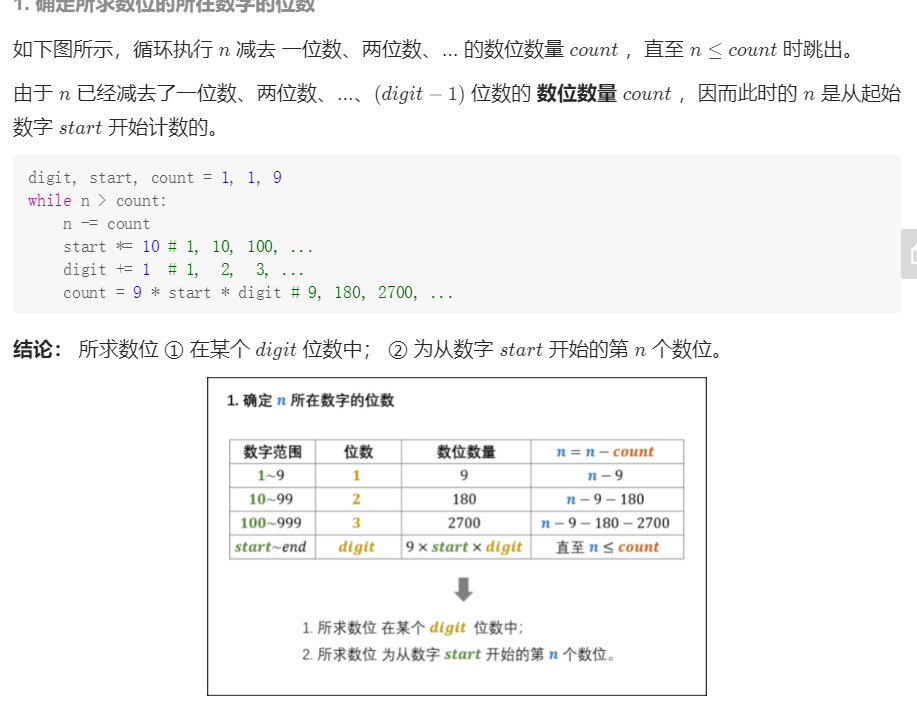 1. 确定所求数位的所在数字的位数
如下图所示，循环执行 n 减去 一位数、两位数、... 的数位数量 count ，直至 n ≤ count 时跳出。
由于 n 已经减去了一位数、两位数、...、(digit − 1) 位数的 数位数量 count ，因而此时的 n 是从起始
数字 start 开始计数的。
digit, start, count = 1, 1, 9
while n > count:
    n -= count
    start *= 10 # 1, 10, 100, ...
    digit += 1  # 1,  2,  3, ...
    count = 9 * start * digit # 9, 180, 2700, ...
结论： 所求数位 ① 在某个 digit 位数中； ② 为从数字 start 开始的第 n 个数位。
1. 确定 n 所在数字的位数
数字范围 位数 数位数量 n = n − count
1~9 1 9 n − 9
10~99 2 180 n − 9 − 180
100~999 3 2700 n − 9 − 180 − 2700
start~end digit 9 × start × digit 直至 n ≤ count
1. 所求数位 在某个 digit 位数中；
2. 所求数位 为从数字 start 开始的第 n 个数位。